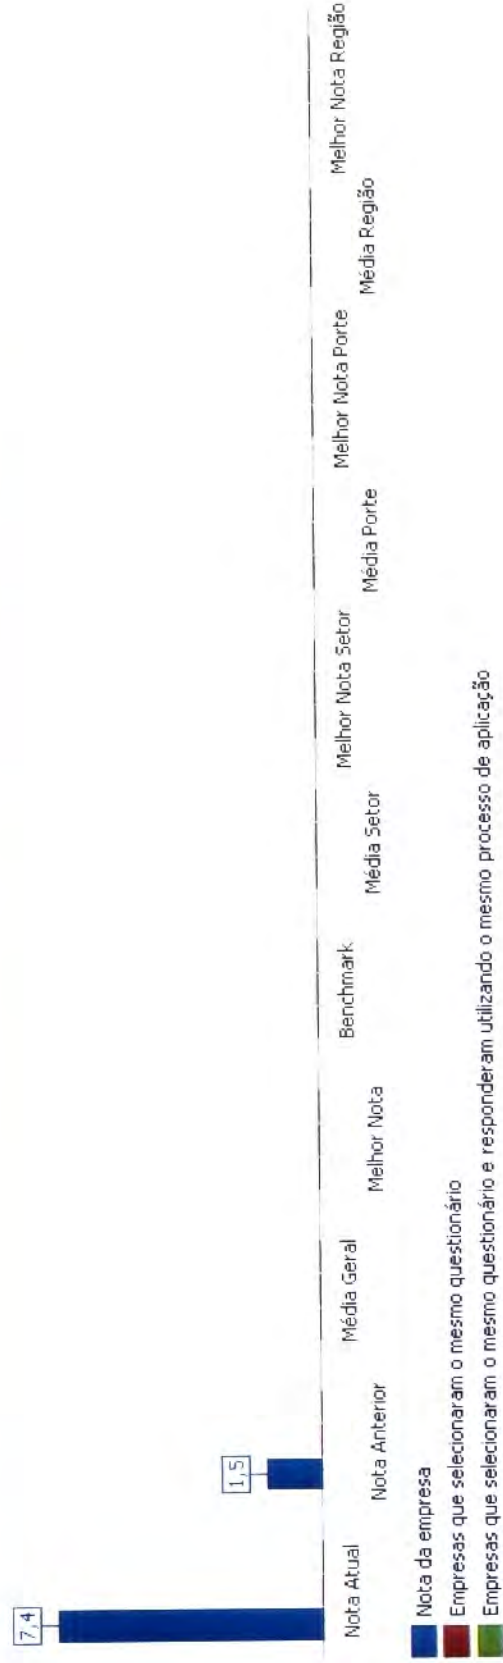 7,4
1,5
Nota Atual
Nota Anterior
Média Geral
Melhor Nota
Benchmark
Média Setor
Melhor Nota Setor
Média Porte
Melhor Nota Porte
Média Região
Melhor Nota Região
Nota da empresa
Empresas que selecionaram o mesmo questionário
Empresas que selecionaram o mesmo questionário e responderam utilizando o mesmo processo de aplicação